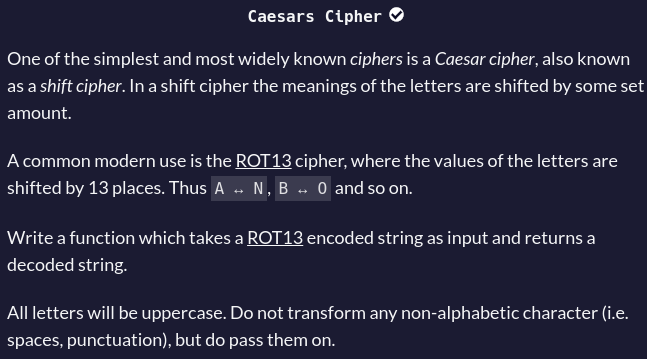 Caesars Cipher
One of the simplest and most widely known ciphers is a Caesar cipher, also known
as a shift cipher. In a shift cipher the meanings of the letters are shifted by some set
amount.
A common modern use is the ROT13 cipher, where the values of the letters are
shifted by 13 places. Thus A ↔ N, B ↔ O and so on.
Write a function which takes a ROT13 encoded string as input and returns a
decoded string.
All letters will be uppercase. Do not transform any non-alphabetic character (i.e.
spaces, punctuation), but do pass them on.